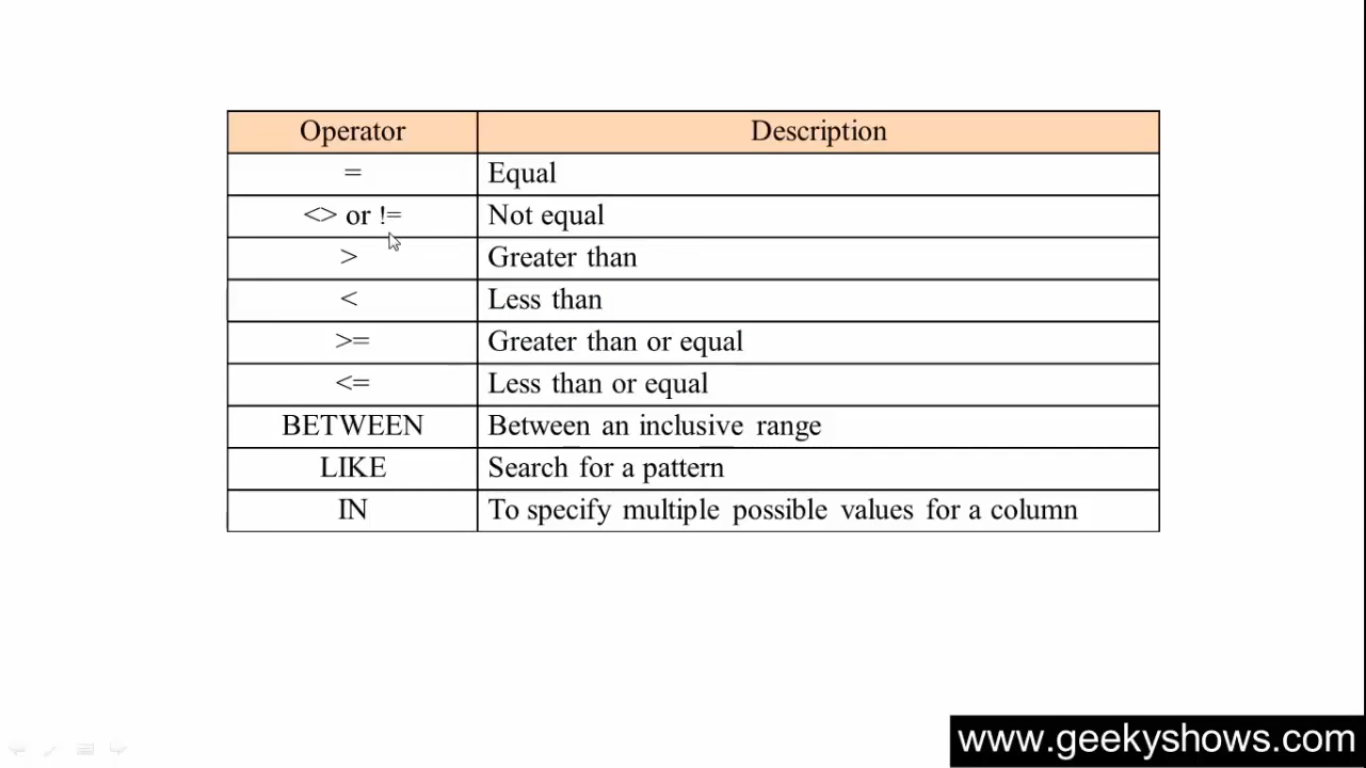 Operator Description
= Equal
<> or != Not equal
> Greater than
< Less than
>= Greater than or equal
<= Less than or equal
BETWEEN Between an inclusive range
LIKE Search for a pattern
IN To specify multiple possible values for a column
www.geekyshows.com